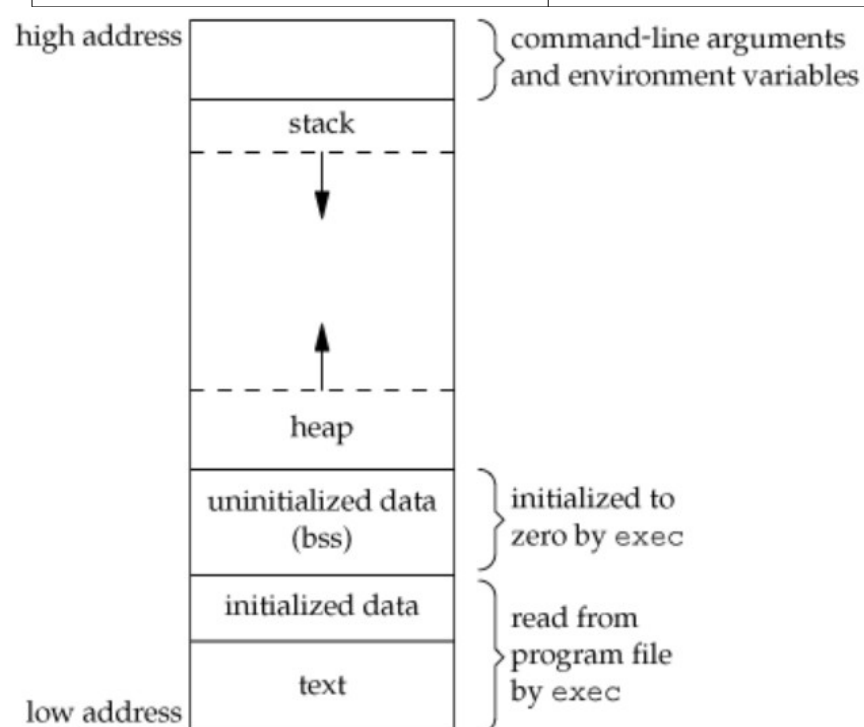 high address
command-line arguments
and environment variables
stack
heap
uninitialized data
(bss)
initialized to
zero by exec
initialized data
read from
program file
by exec
text
low address